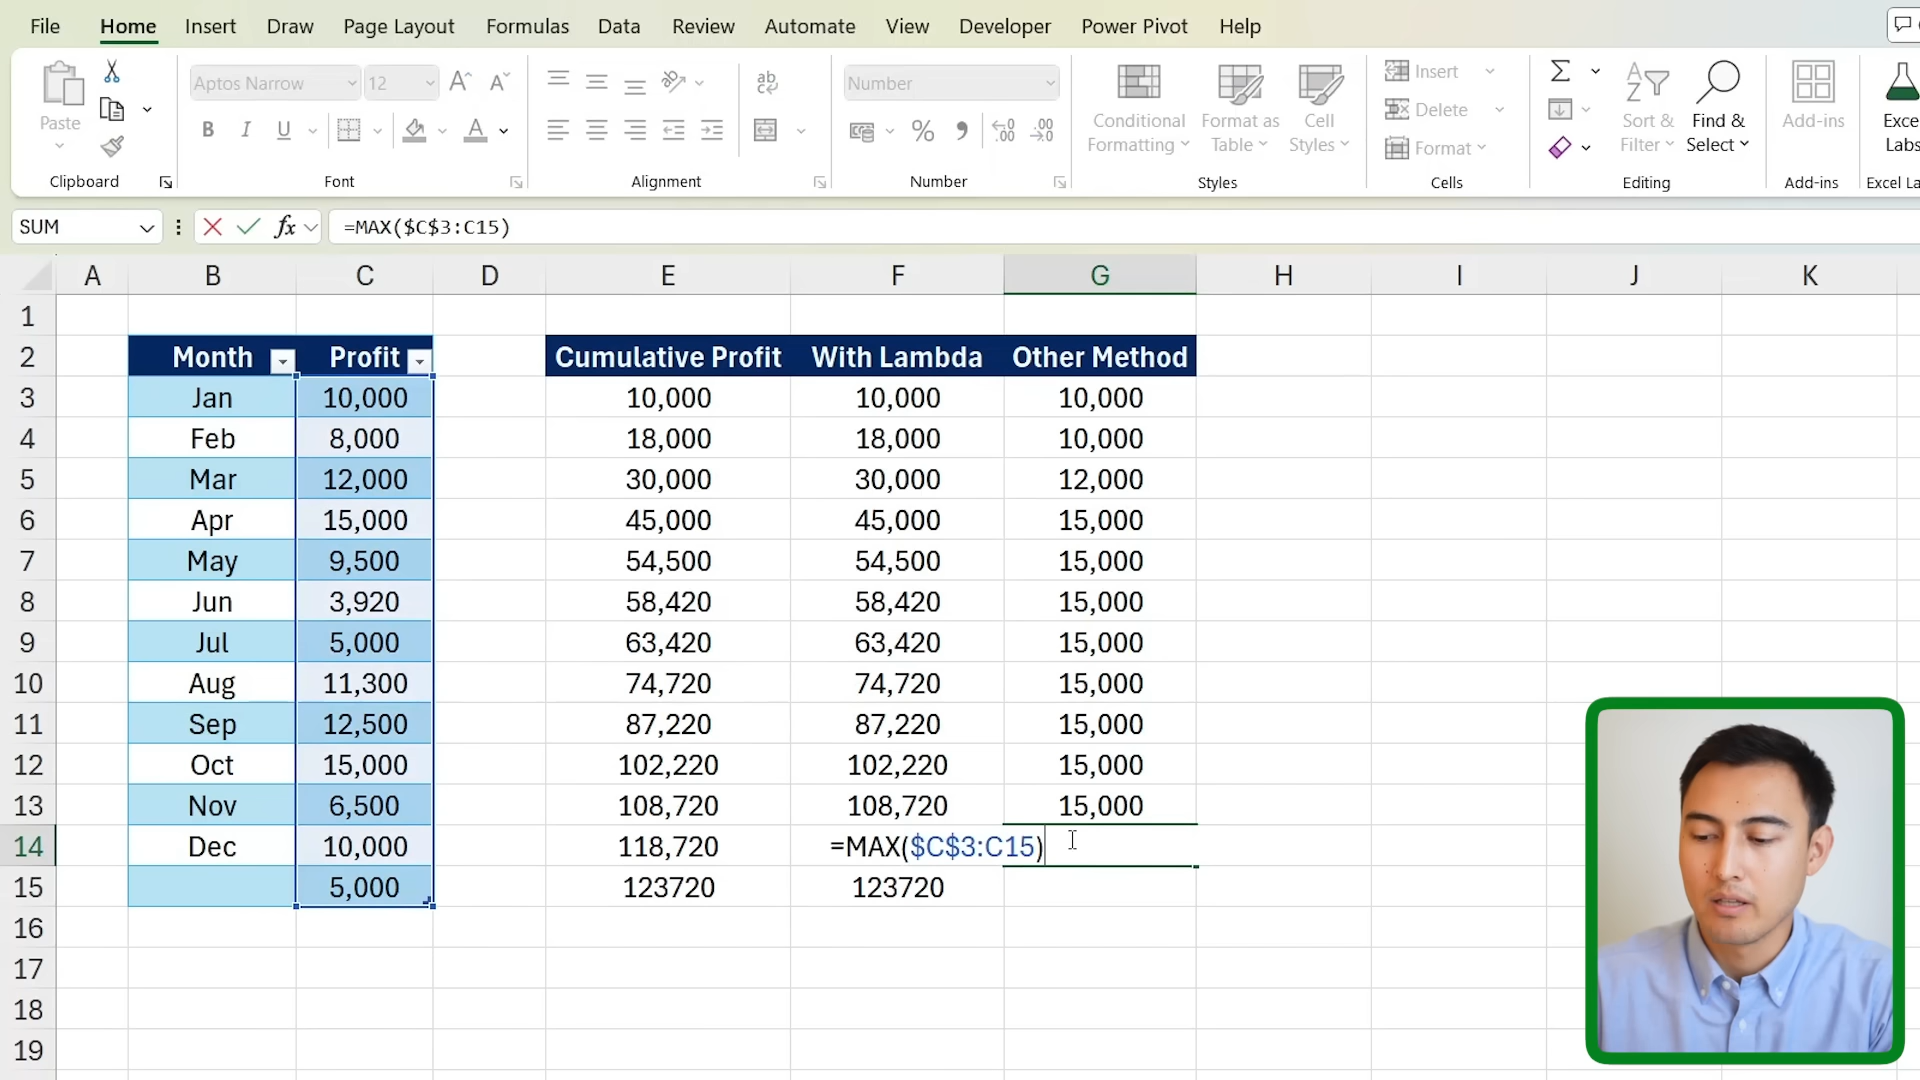 File Home Insert Draw Page Layout Formulas Data Review Automate View Developer Power Pivot Help
Paste
Clipboard
Aptos Narrow 12
B I U A
Font
ab
Alignment
Number
% 9 .00 .00
Number
Conditional Formatting
Format as Table
Cell Styles
Styles
Insert
Delete
Format
Cells
Sort & Filter
Find & Select
Editing
Add-ins
Add-ins
Exce
Labs
Excel La
SUM fx =MAX($C$3:C15)
A B C D E F G H I J K
1
2 Month Profit Cumulative Profit With Lambda Other Method
3 Jan 10,000 10,000 10,000 10,000
4 Feb 8,000 18,000 18,000 10,000
5 Mar 12,000 30,000 30,000 12,000
6 Apr 15,000 45,000 45,000 15,000
7 May 9,500 54,500 54,500 15,000
8 Jun 3,920 58,420 58,420 15,000
9 Jul 5,000 63,420 63,420 15,000
10 Aug 11,300 74,720 74,720 15,000
11 Sep 12,500 87,220 87,220 15,000
12 Oct 15,000 102,220 102,220 15,000
13 Nov 6,500 108,720 108,720 15,000
14 Dec 10,000 118,720 =MAX($C$3:C15)
15 5,000 123720 123720
16
17
18
19